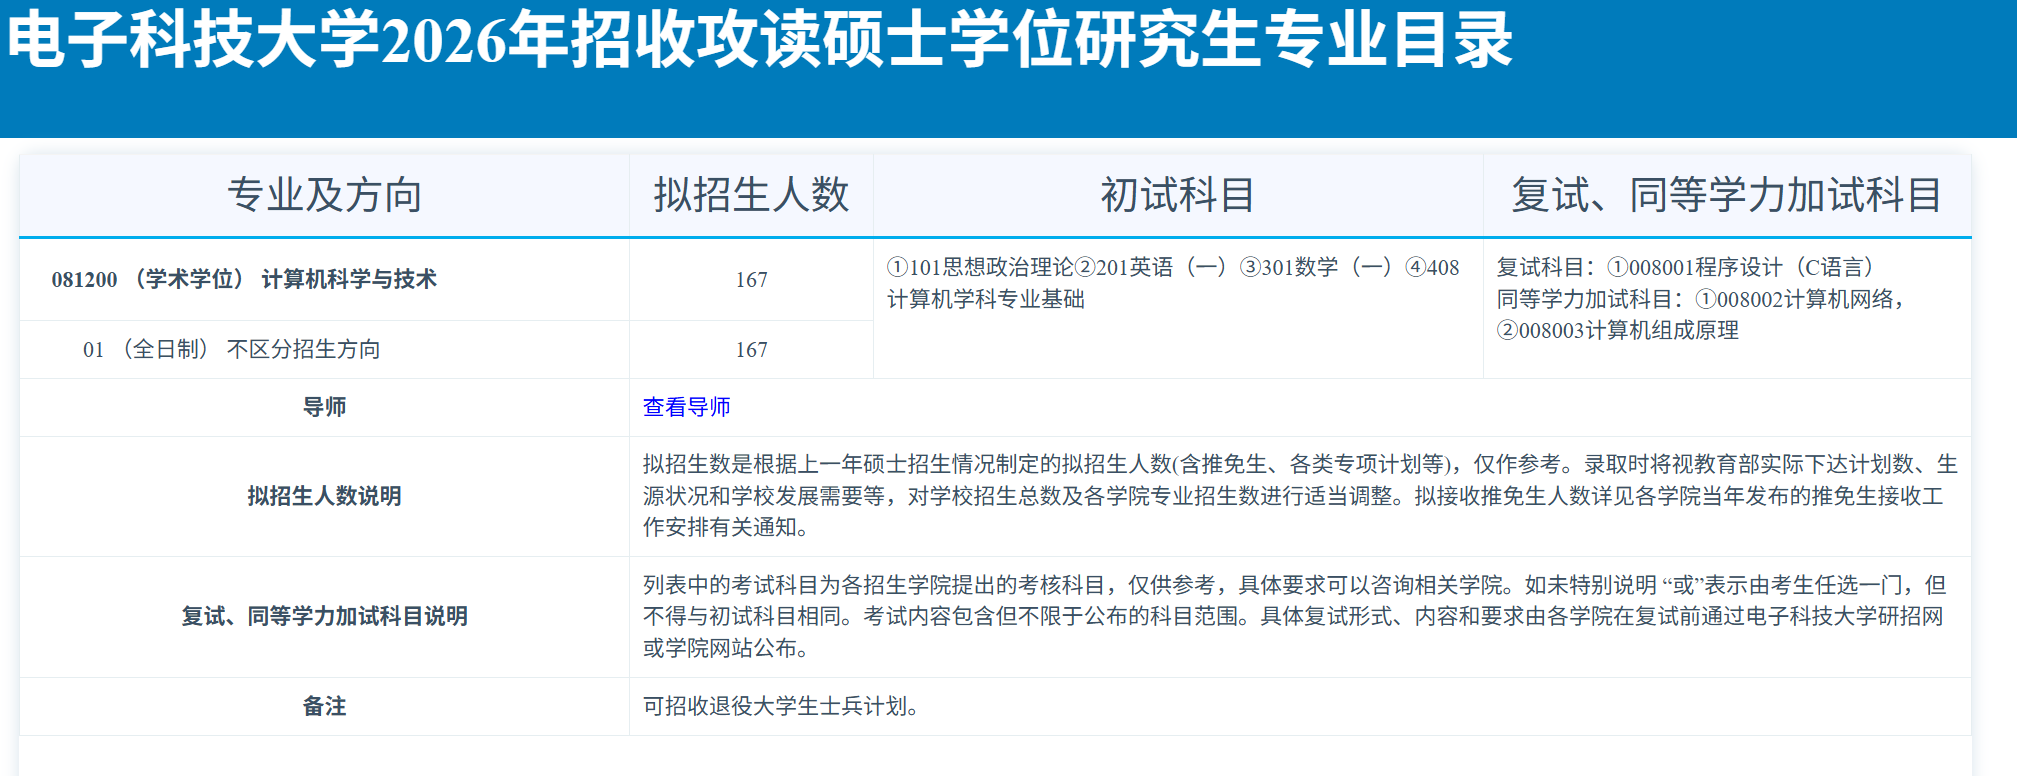 电子科技大学2026年招收攻读硕士学位研究生专业目录
专业及方向
拟招生人数
初试科目
复试、同等学力加试科目
081200 （学术学位） 计算机科学与技术
167
①101思想政治理论②201英语（一）③301数学（一）④408
计算机学科专业基础
复试科目：①008001程序设计（C语言）
同等学力加试科目：①008002计算机网络，
②008003计算机组成原理
01 （全日制） 不区分招生方向
167
导师
查看导师
拟招生人数说明
拟招生数是根据上一年硕士招生情况制定的拟招生人数(含推免生、各类专项计划等)，仅作参考。录取时将视教育部实际下达计划数、生
源状况和学校发展需要等，对学校招生总数及各学院专业招生数进行适当调整。拟接收推免生人数详见各学院当年发布的推免生接收工
作安排有关通知。
复试、同等学力加试科目说明
列表中的考试科目为各招生学院提出的考核科目，仅供参考，具体要求可以咨询相关学院。如未特别说明 “或”表示由考生任选一门，但
不得与初试科目相同。考试内容包含但不限于公布的科目范围。具体复试形式、内容和要求由各学院在复试前通过电子科技大学研招网
或学院网站公布。
备注
可招收退役大学生士兵计划。